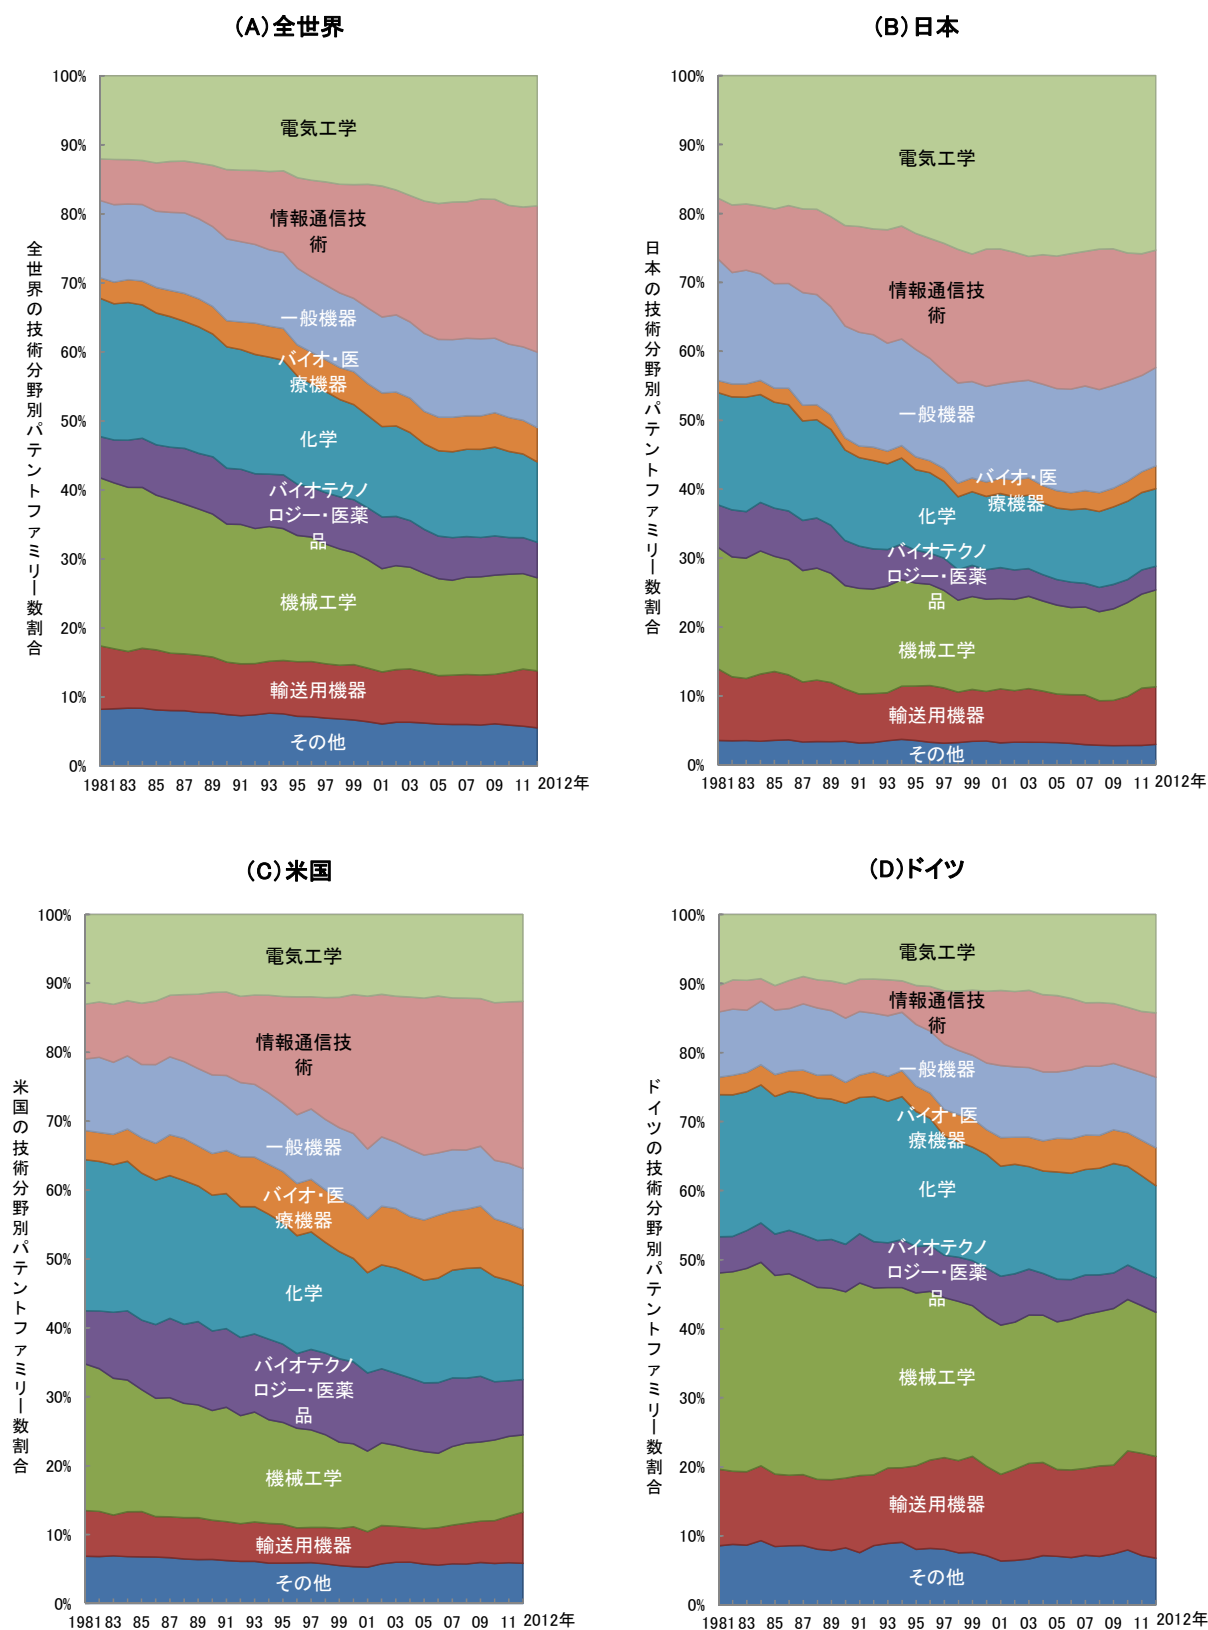 (A)全世界
全世界の技術分野別パテントファミリー数割合
100%
90%
80%
70%
60%
50%
40%
30%
20%
10%
0%
電気工学
情報通信技
術
一般機器
バイオ・医
療機器
化学
バイオテクノ
ロジー・医薬
品
機械工学
輸送用機器
その他
1981 83 85 87 89 91 93 95 97 99 01 03 05 07 09 11 2012年
(B)日本
日本の技術分野別パテントファミリー数割合
100%
90%
80%
70%
60%
50%
40%
30%
20%
10%
0%
電気工学
情報通信技
術
一般機器
バイオ・医
療機器
化学
バイオテクノ
ロジー・医薬
品
機械工学
輸送用機器
その他
1981 83 85 87 89 91 93 95 97 99 01 03 05 07 09 11 2012年
(C)米国
米国の技術分野別パテントファミリー数割合
100%
90%
80%
70%
60%
50%
40%
30%
20%
10%
0%
電気工学
情報通信技
術
一般機器
バイオ・医
療機器
化学
バイオテクノ
ロジー・医薬
品
機械工学
輸送用機器
その他
1981 83 85 87 89 91 93 95 97 99 01 03 05 07 09 11 2012年
(D)ドイツ
ドイツの技術分野別パテントファミリー数割合
100%
90%
80%
70%
60%
50%
40%
30%
20%
10%
0%
電気工学
情報通信技
術
一般機器
バイオ・医
療機器
化学
バイオテクノ
ロジー・医薬
品
機械工学
輸送用機器
その他
1981 83 85 87 89 91 93 95 97 99 01 03 05 07 09 11 2012年